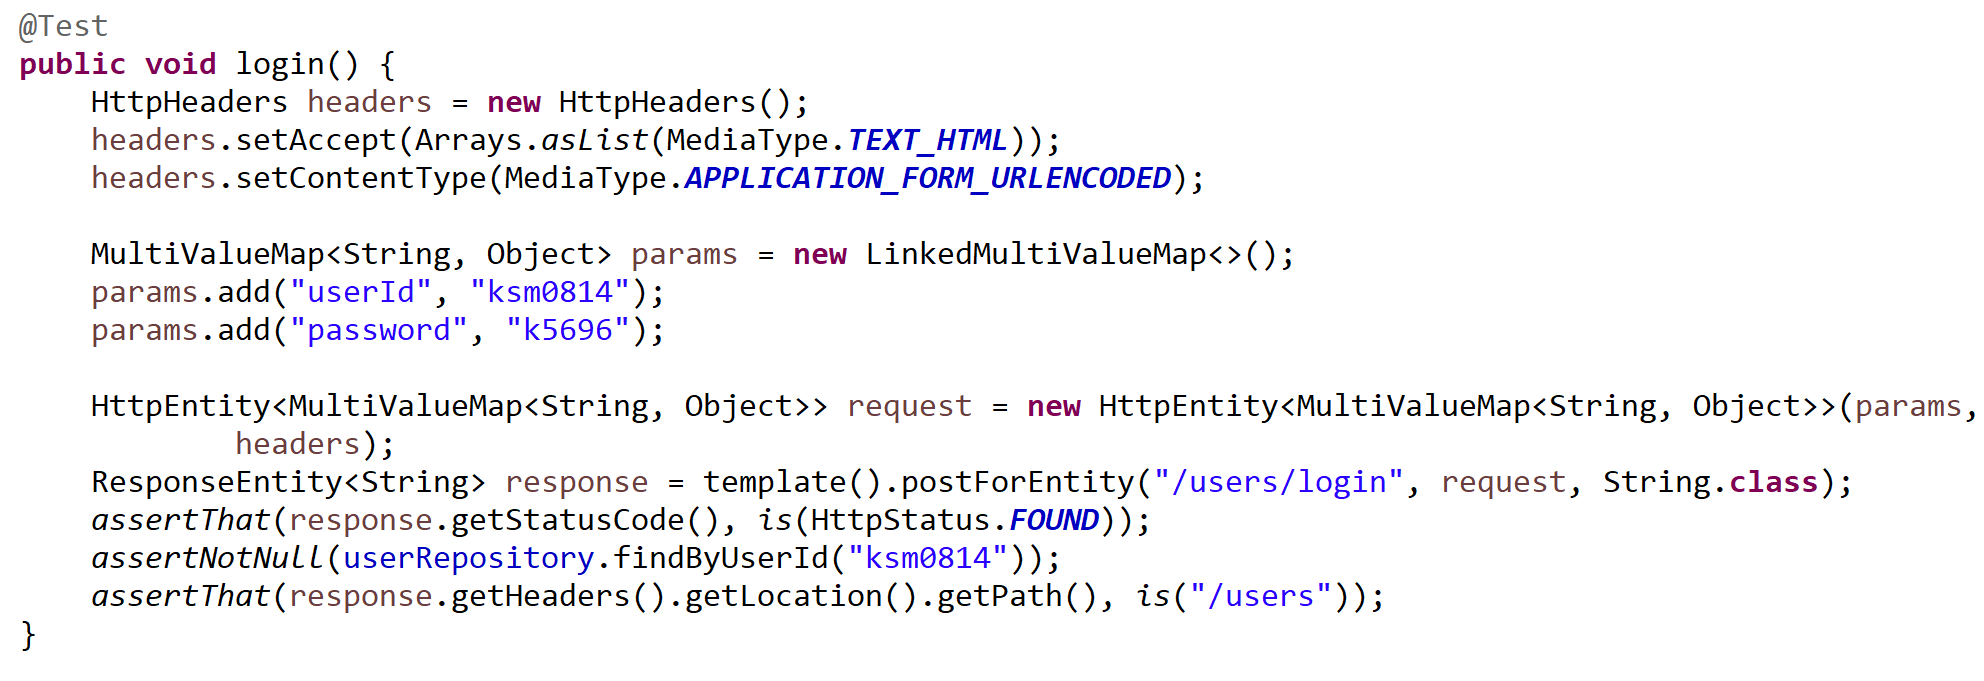 @Test
public void login() {
    HttpHeaders headers = new HttpHeaders();
    headers.setAccept(Arrays.asList(MediaType.TEXT_HTML));
    headers.setContentType(MediaType.APPLICATION_FORM_URLENCODED);

    MultiValueMap<String, Object> params = new LinkedMultiValueMap<>();
    params.add("userId", "ksm0814");
    params.add("password", "k5696");

    HttpEntity<MultiValueMap<String, Object>> request = new HttpEntity<MultiValueMap<String, Object>>(params,
            headers);
    ResponseEntity<String> response = template().postForEntity("/users/login", request, String.class);
    assertThat(response.getStatusCode(), is(HttpStatus.FOUND));
    assertNotNull(userRepository.findByUserId("ksm0814"));
    assertThat(response.getHeaders().getLocation().getPath(), is("/users"));
}